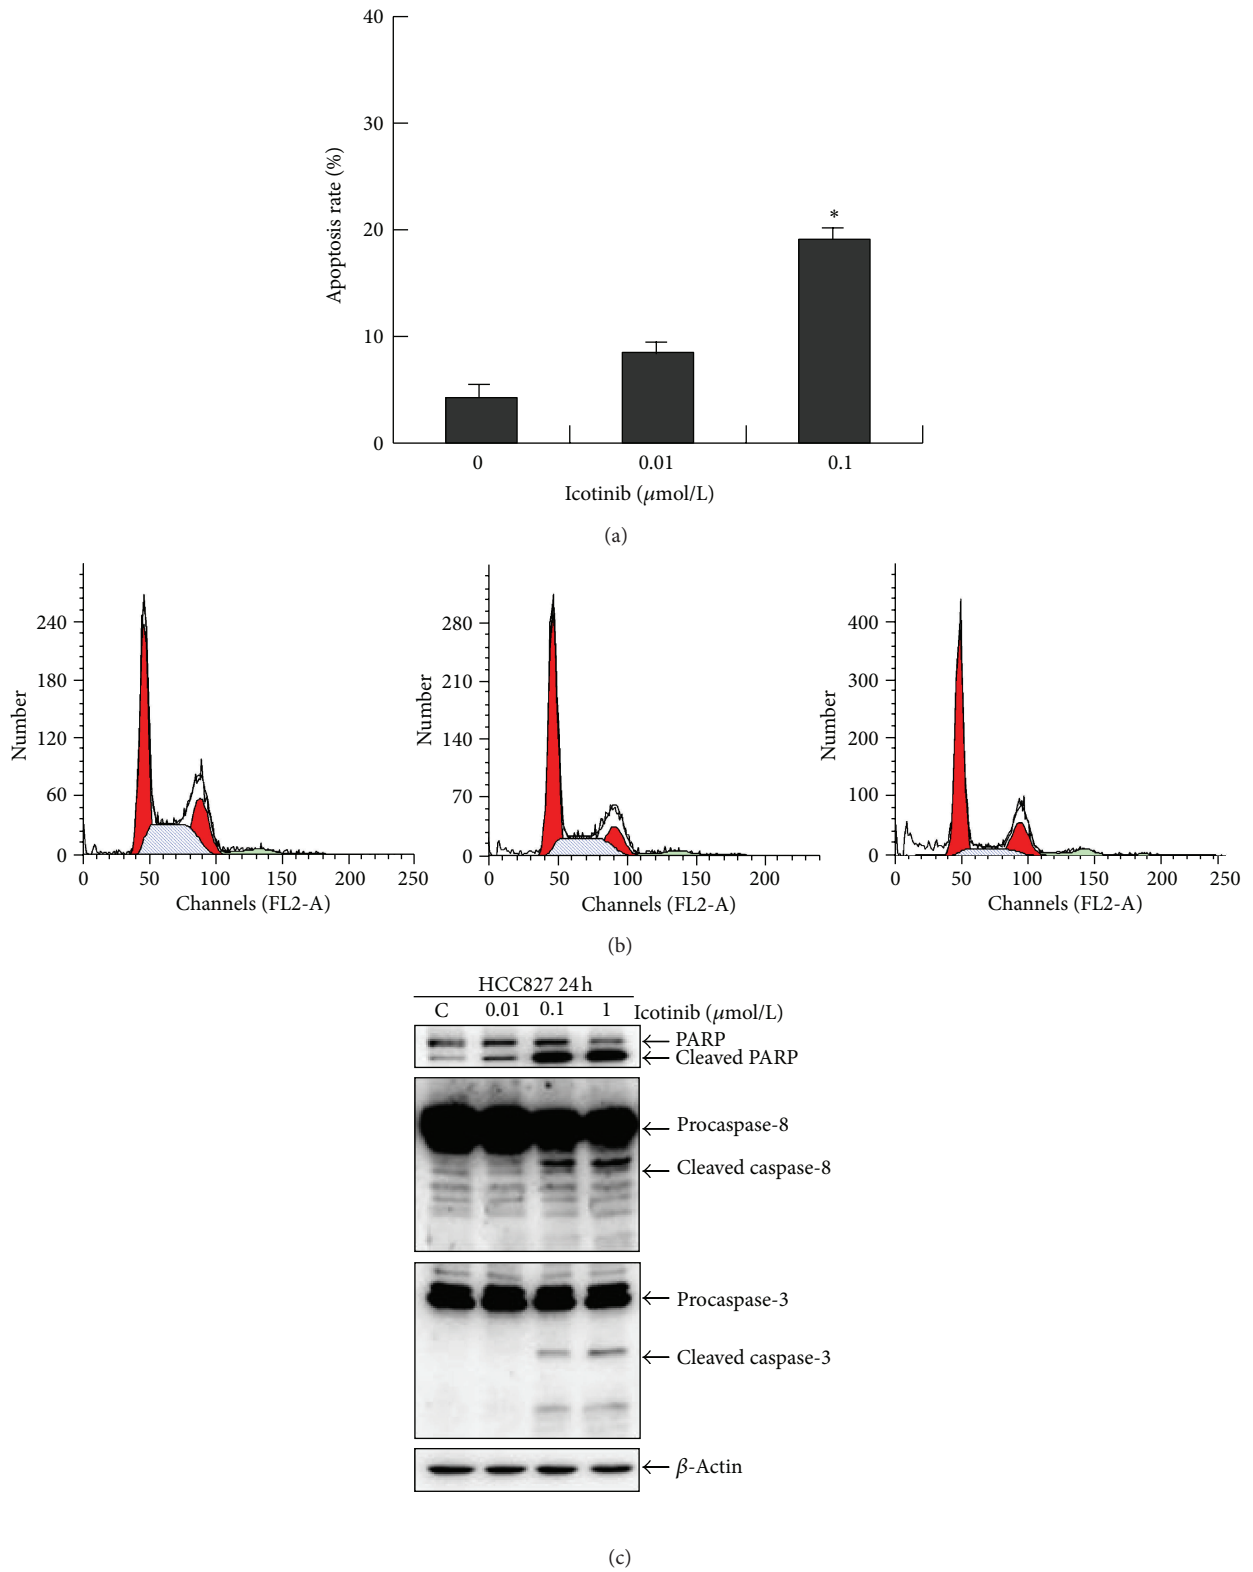 40
30
20
10
0
Apoptosis rate (%)
*
0 0.01 0.1
Icotinib (μmol/L)
(a)
240
180
120
60
0
Number
0 50 100 150 200 250
Channels (FL2-A)
280
210
140
70
0
Number
0 50 100 150 200
Channels (FL2-A)
400
300
200
100
0
Number
0 50 100 150 200 250
Channels (FL2-A)
(b)
HCC827 24 h
C 0.01 0.1 1 Icotinib (μmol/L)
PARP
Cleaved PARP
Procaspase-8
Cleaved caspase-8
Procaspase-3
Cleaved caspase-3
β-Actin
(c)